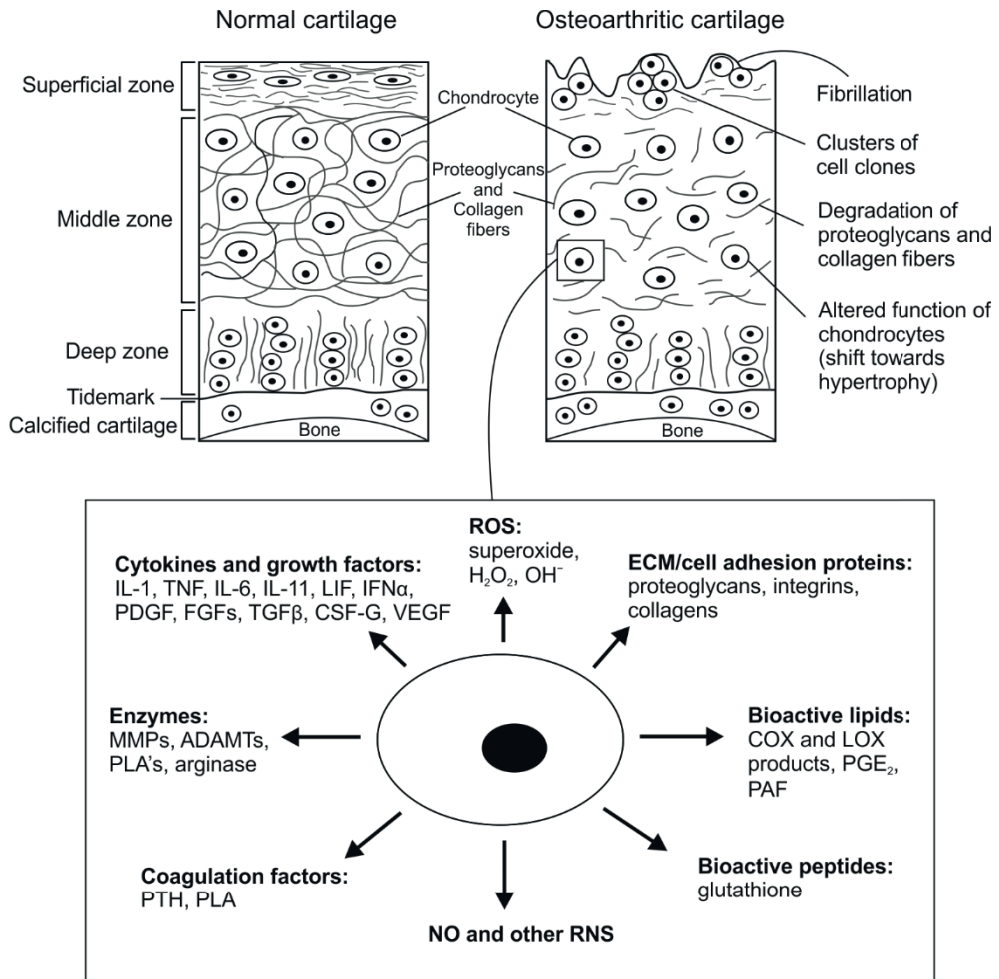 Normal cartilage
Osteoarthritic cartilage
Superficial zone
Middle zone
Deep zone
Tidemark
Calcified cartilage
Bone
Chondrocyte
Proteoglycans
and
Collagen
fibers
Bone
Fibrillation
Clusters of
cell clones
Degradation of
proteoglycans and
collagen fibers
Altered function of
chondrocytes
(shift towards
hypertrophy)
ROS:
superoxide,
H₂O₂, OH⁻
Cytokines and growth factors:
IL-1, TNF, IL-6, IL-11, LIF, IFNα,
PDGF, FGFs, TGFβ, CSF-G, VEGF
ECM/cell adhesion proteins:
proteoglycans, integrins,
collagens
Enzymes:
MMPs, ADAMTs,
PLA's, arginase
Bioactive lipids:
COX and LOX
products, PGE₂,
PAF
Coagulation factors:
PTH, PLA
Bioactive peptides:
glutathione
NO and other RNS